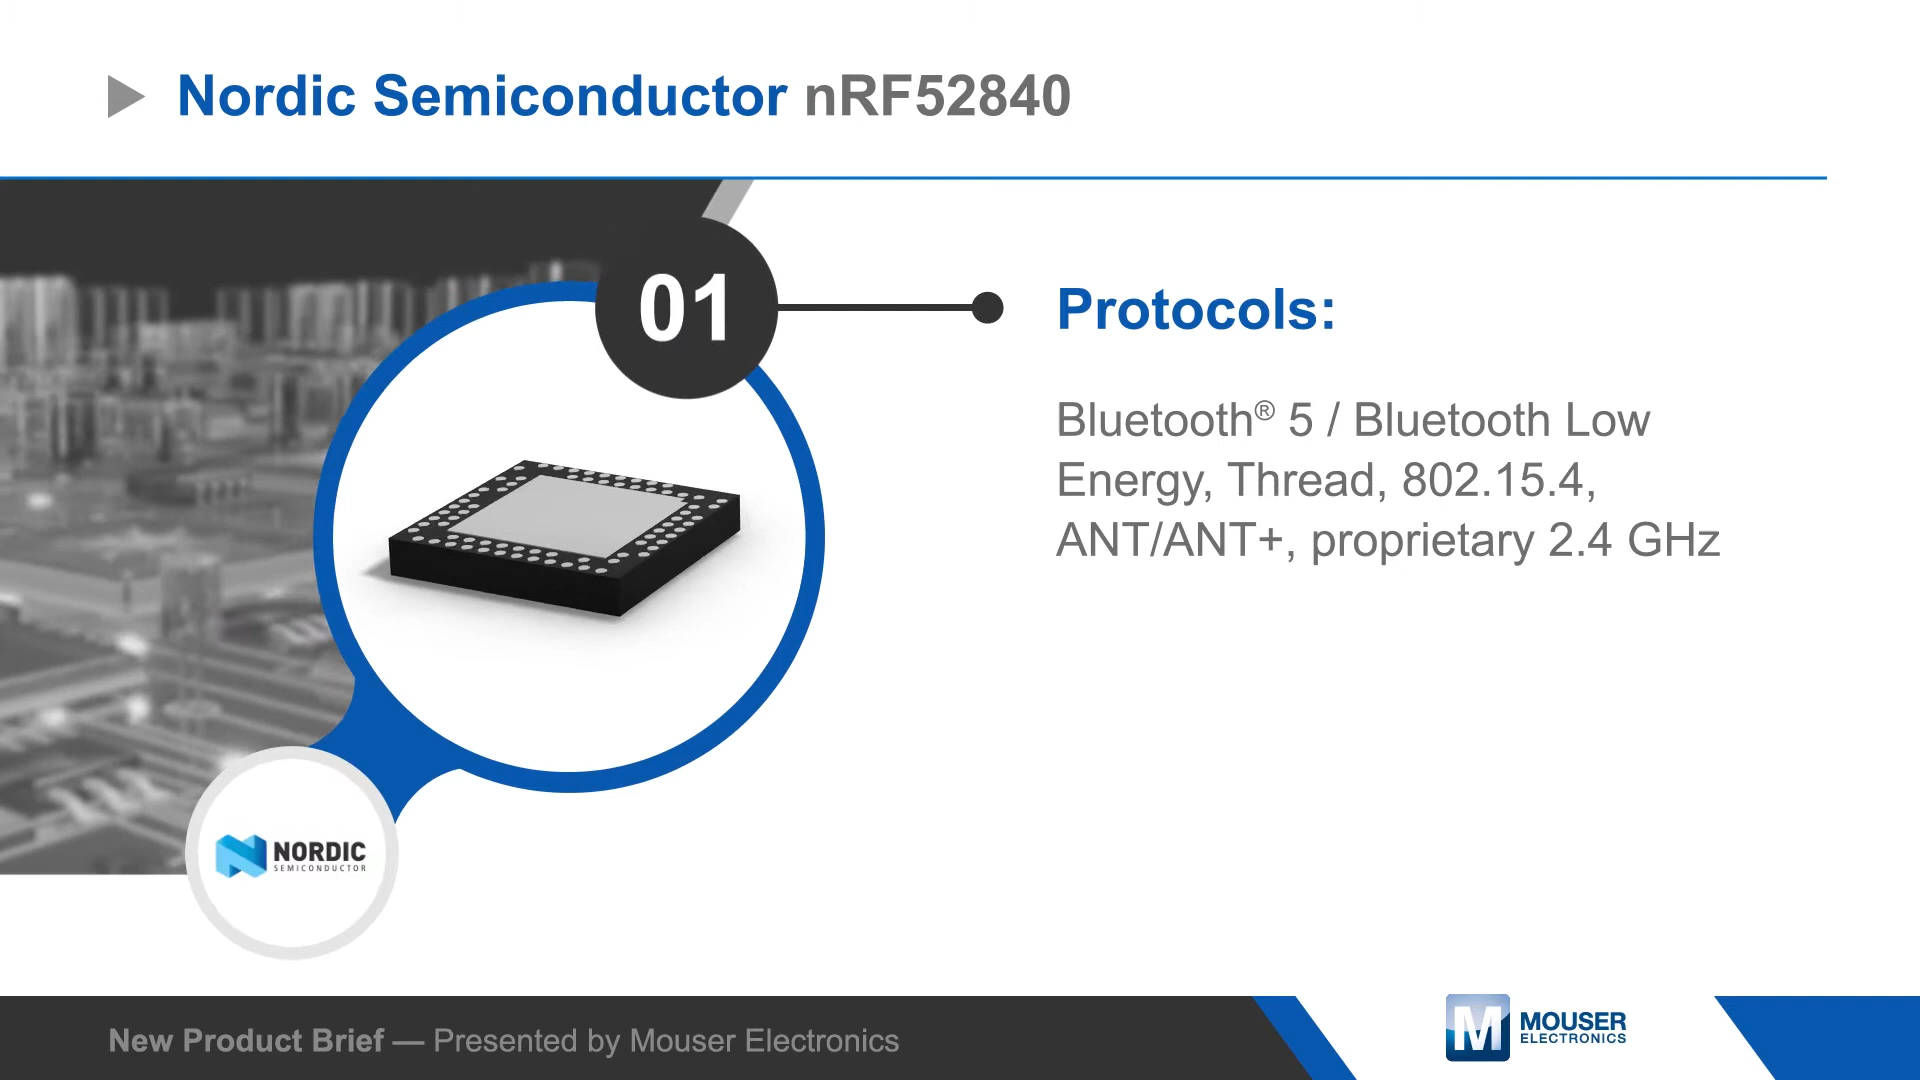 Nordic Semiconductor nRF52840
01
Protocols:
Bluetooth® 5 / Bluetooth Low
Energy, Thread, 802.15.4,
ANT/ANT+, proprietary 2.4 GHz
NORDIC
SEMICONDUCTOR
New Product Brief — Presented by Mouser Electronics
M
MOUSER
ELECTRONICS